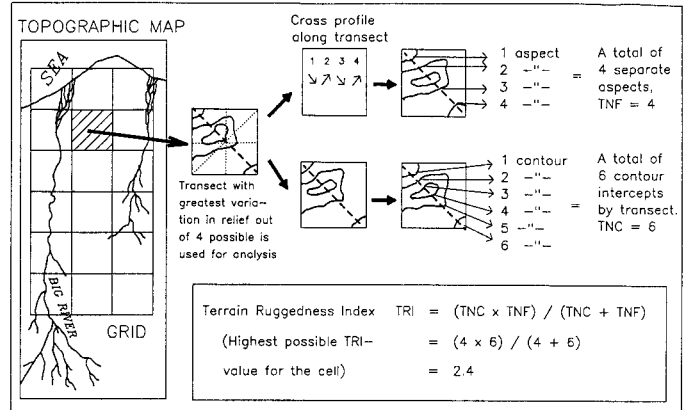 TOPOGRAPHIC MAP
SEA
BIG RIVER
GRID
Transect with
greatest varia-
tion in relief out
of 4 possible is
used for analysis
Cross profile
along transect
1 2 3 4
1 aspect
2 -"-
3 -"-
4 -"-
=
A total of
4 separate
aspects,
TNF = 4
1 contour
2 -"-
3 -"-
4 -"-
5 -"-
6 -"-
=
A total of
6 contour
intercepts
by transect.
TNC = 6
Terrain Ruggedness Index TRI = (TNC x TNF) / (TNC + TNF)
(Highest possible TRI- = (4 x 6) / (4 + 6)
value for the cell) = 2.4